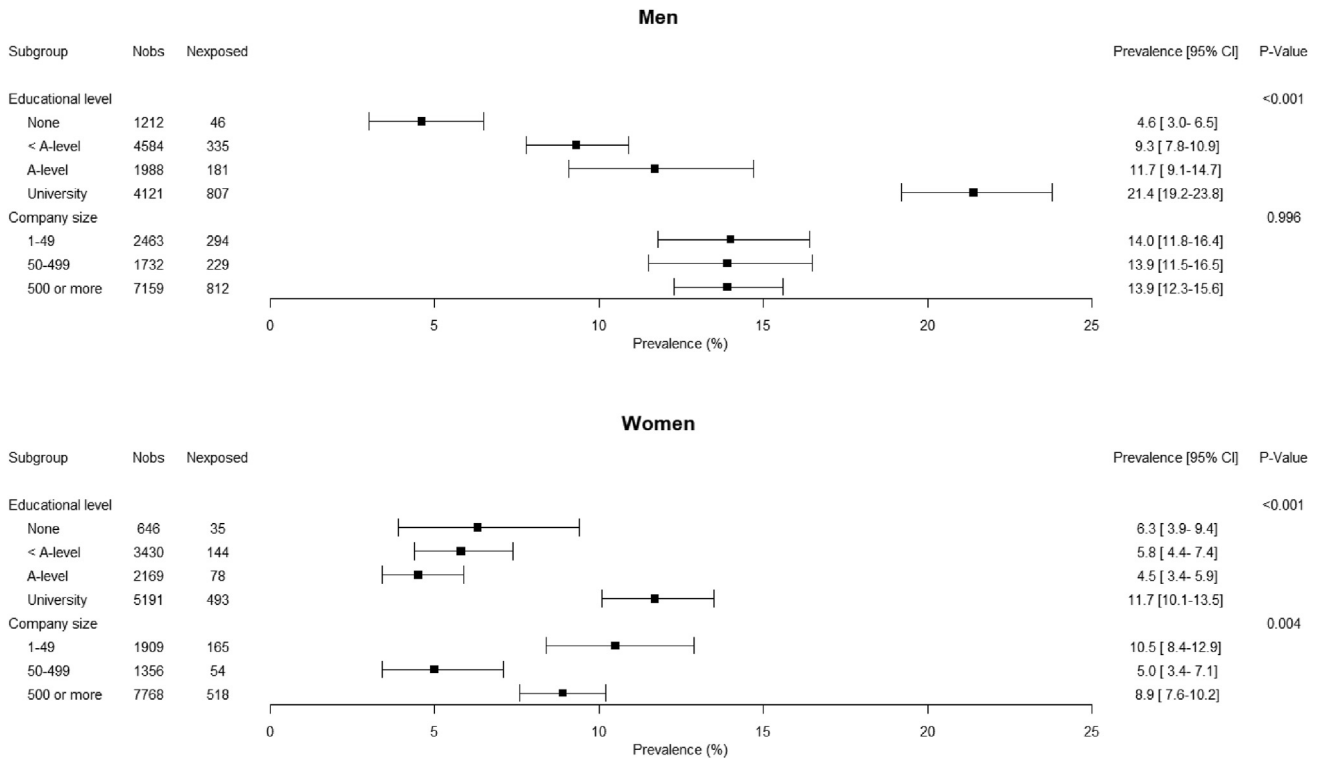 Men
Subgroup Nobs Nexposed Prevalence [95% CI] P-Value
Educational level <0.001
None 1212 46 4.6 [ 3.0- 6.5]
< A-level 4584 335 9.3 [ 7.8-10.9]
A-level 1988 181 11.7 [ 9.1-14.7]
University 4121 807 21.4 [19.2-23.8]
Company size 0.996
1-49 2463 294 14.0 [11.8-16.4]
50-499 1732 229 13.9 [11.5-16.5]
500 or more 7159 812 13.9 [12.3-15.6]
0 5 10 15 20 25
Prevalence (%)
Women
Subgroup Nobs Nexposed Prevalence [95% CI] P-Value
Educational level <0.001
None 646 35 6.3 [ 3.9- 9.4]
< A-level 3430 144 5.8 [ 4.4- 7.4]
A-level 2169 78 4.5 [ 3.4- 5.9]
University 5191 493 11.7 [10.1-13.5]
Company size 0.004
1-49 1909 165 10.5 [ 8.4-12.9]
50-499 1356 54 5.0 [ 3.4- 7.1]
500 or more 7768 518 8.9 [ 7.6-10.2]
0 5 10 15 20 25
Prevalence (%)